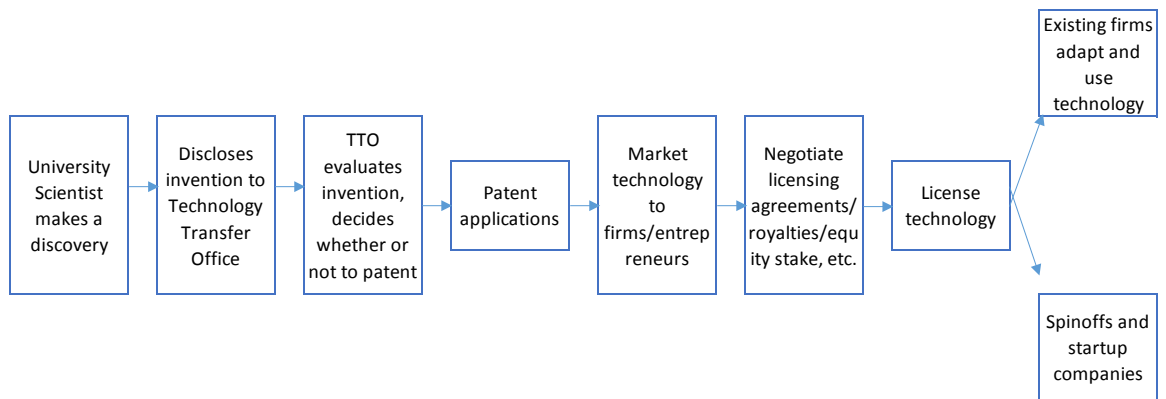 University
Scientist
makes a
discovery
Discloses
invention to
Technology
Transfer
Office
TTO
evaluates
invention,
decides
whether or
not to patent
Patent
applications
Market
technology
to
firms/entrep
reneurs
Negotiate
licensing
agreements/
royalties/equ
ity stake, etc.
License
technology
Existing firms
adapt and
use
technology
Spinoffs and
startup
companies